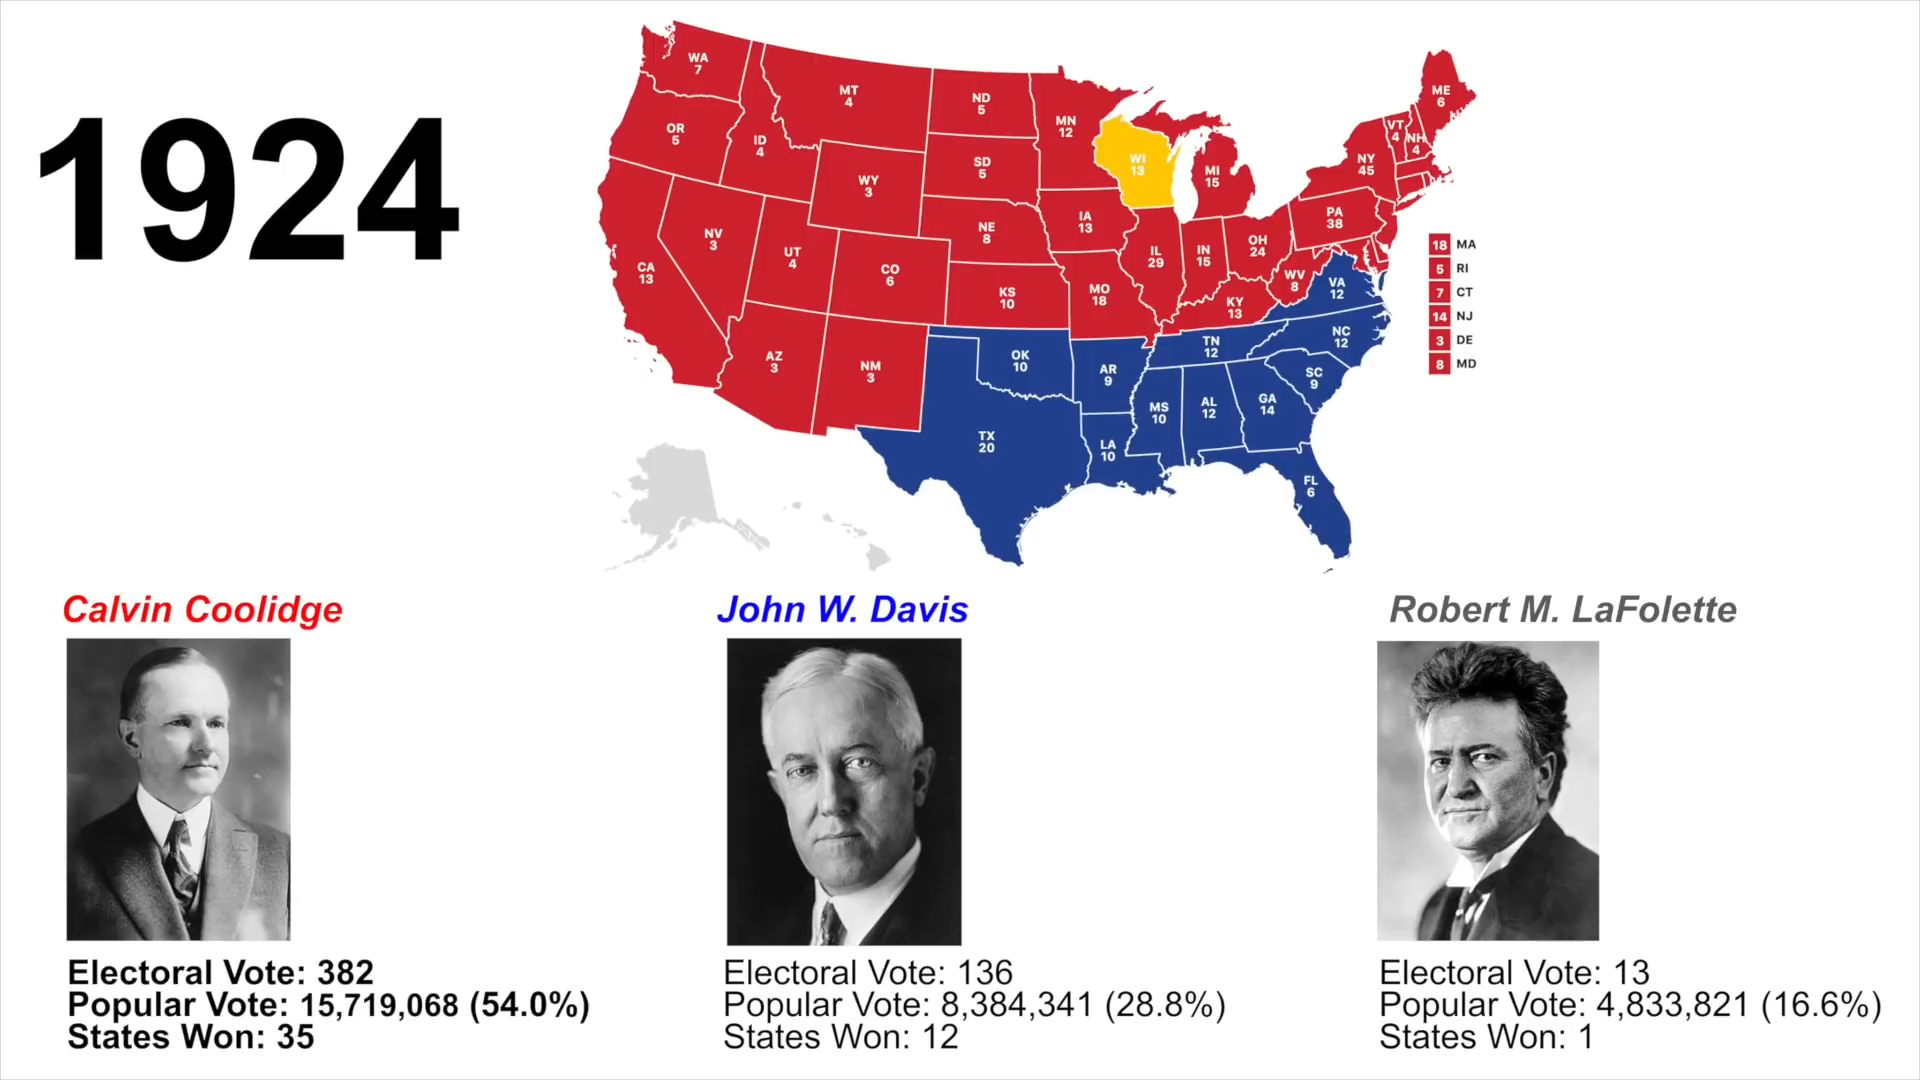 1924
WA
7
OR
5
ID
4
MT
4
ND
5
MN
12
WI
13
MI
15
ME
6
VT
4
NH
4
NY
45
SD
5
WY
3
NE
8
IA
13
IL
29
IN
15
OH
24
PA
38
CA
13
NV
3
UT
4
CO
6
KS
10
MO
18
KY
13
WV
8
VA
12
18 MA
5 RI
7 CT
14 NJ
3 DE
8 MD
AZ
3
NM
3
OK
10
AR
9
TN
12
NC
12
SC
9
TX
20
LA
10
MS
10
AL
12
GA
14
FL
6
Calvin Coolidge
Electoral Vote: 382
Popular Vote: 15,719,068 (54.0%)
States Won: 35
John W. Davis
Electoral Vote: 136
Popular Vote: 8,384,341 (28.8%)
States Won: 12
Robert M. LaFolette
Electoral Vote: 13
Popular Vote: 4,833,821 (16.6%)
States Won: 1